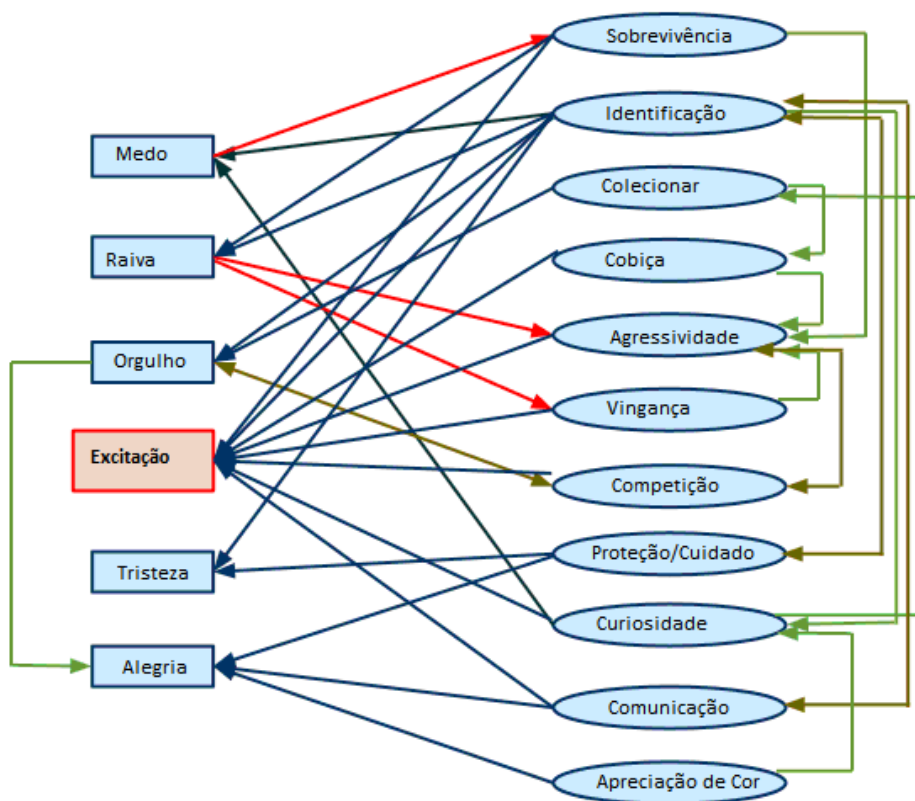 Sobrevivência
Identificação
Medo
Colecionar
Raiva
Cobiça
Agressividade
Orgulho
Vingança
Excitação
Competição
Proteção/Cuidado
Tristeza
Curiosidade
Alegria
Comunicação
Apreciação de Cor